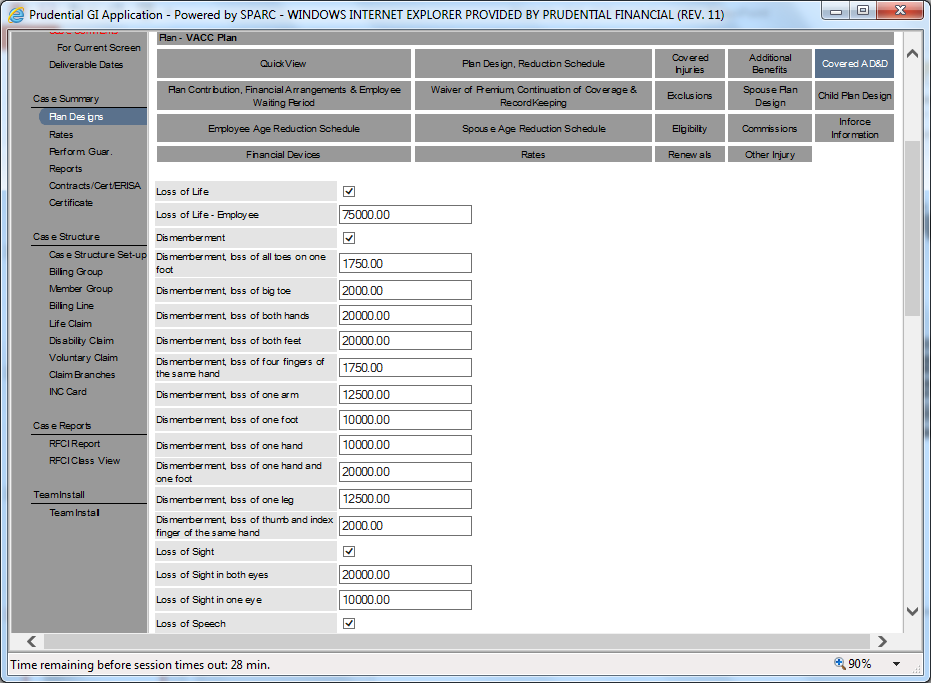 Prudential GI Application - Powered by SPARC - WINDOWS INTERNET EXPLORER PROVIDED BY PRUDENTIAL FINANCIAL (REV. 11)
For Current Screen
Deliverable Dates
Case Summary
Plan Designs
Rates
Perform. Guar.
Reports
Contracts/Cert/ERISA
Certificate
Case Structure
Case Structure Set-up
Billing Group
Member Group
Billing Line
Life Claim
Disability Claim
Voluntary Claim
Claim Branches
INC Card
Case Reports
RFCI Report
RFCI Class View
Team Install
Team Install
Plan - VACC Plan
QuickView
Plan Design, Reduction Schedule
Covered
Injuries
Additional
Benefits
Covered AD&D
Plan Contribution, Financial Arrangements & Employee
Waiting Period
Waiver of Premium, Continuation of Coverage &
RecordKeeping
Exclusions
Spouse Plan
Design
Child Plan Design
Employee Age Reduction Schedule
Spouse Age Reduction Schedule
Eligibility
Commissions
Inforce
Information
Financial Devices
Rates
Renewals
Other Injury
Loss of Life
Loss of Life - Employee 75000.00
Dismemberment
Dismemberment, loss of all toes on one
foot 1750.00
Dismemberment, loss of big toe 2000.00
Dismemberment, loss of both hands 20000.00
Dismemberment, loss of both feet 20000.00
Dismemberment, loss of four fingers of
the same hand 1750.00
Dismemberment, loss of one arm 12500.00
Dismemberment, loss of one foot 10000.00
Dismemberment, loss of one hand 10000.00
Dismemberment, loss of one hand and
one foot 20000.00
Dismemberment, loss of one leg 12500.00
Dismemberment, loss of thumb and index
finger of the same hand 2000.00
Loss of Sight
Loss of Sight in both eyes 20000.00
Loss of Sight in one eye 10000.00
Loss of Speech
Time remaining before session times out: 28 min.
90%